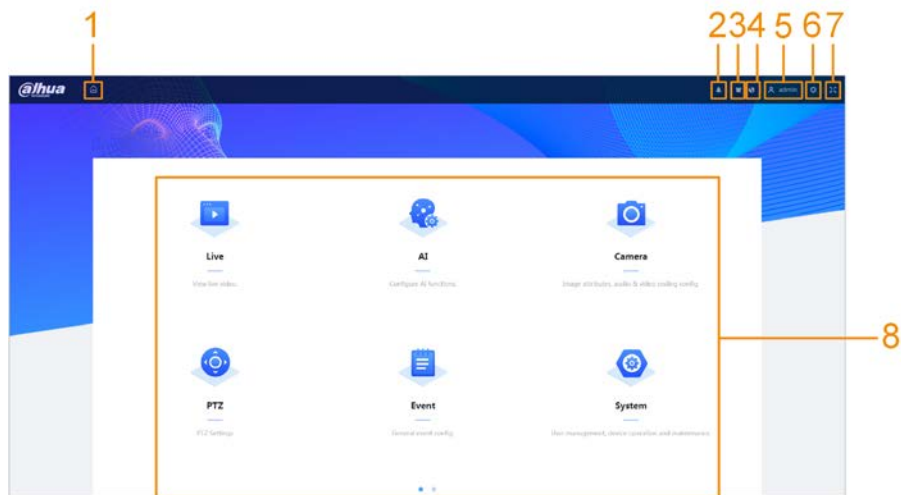 1
2 3 4 5 6 7
alhua
admin
Live
AI
Camera
View live video.
Configure AI functions.
Image attributes, audio & video coding config.
8
PTZ
Event
System
PTZ Settings
General event config.
User management, device operation and maintenance